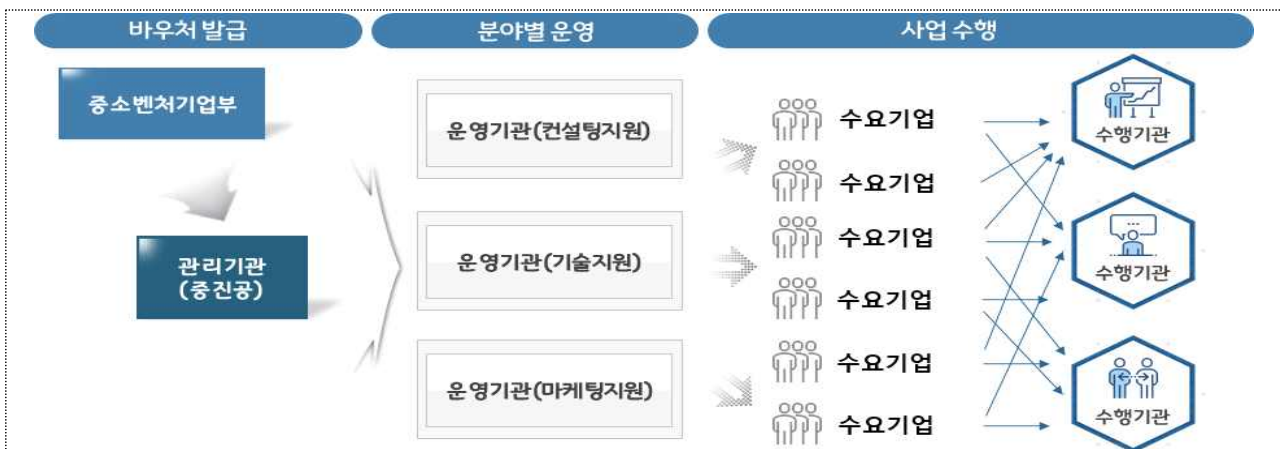 바우처 발급
분야별 운영
사업 수행
중소벤처기업부
관리기관
(중진공)
운영기관(컨설팅지원)
운영기관(기술지원)
운영기관(마케팅지원)
수요기업
수요기업
수요기업
수요기업
수요기업
수요기업
수행기관
수행기관
수행기관